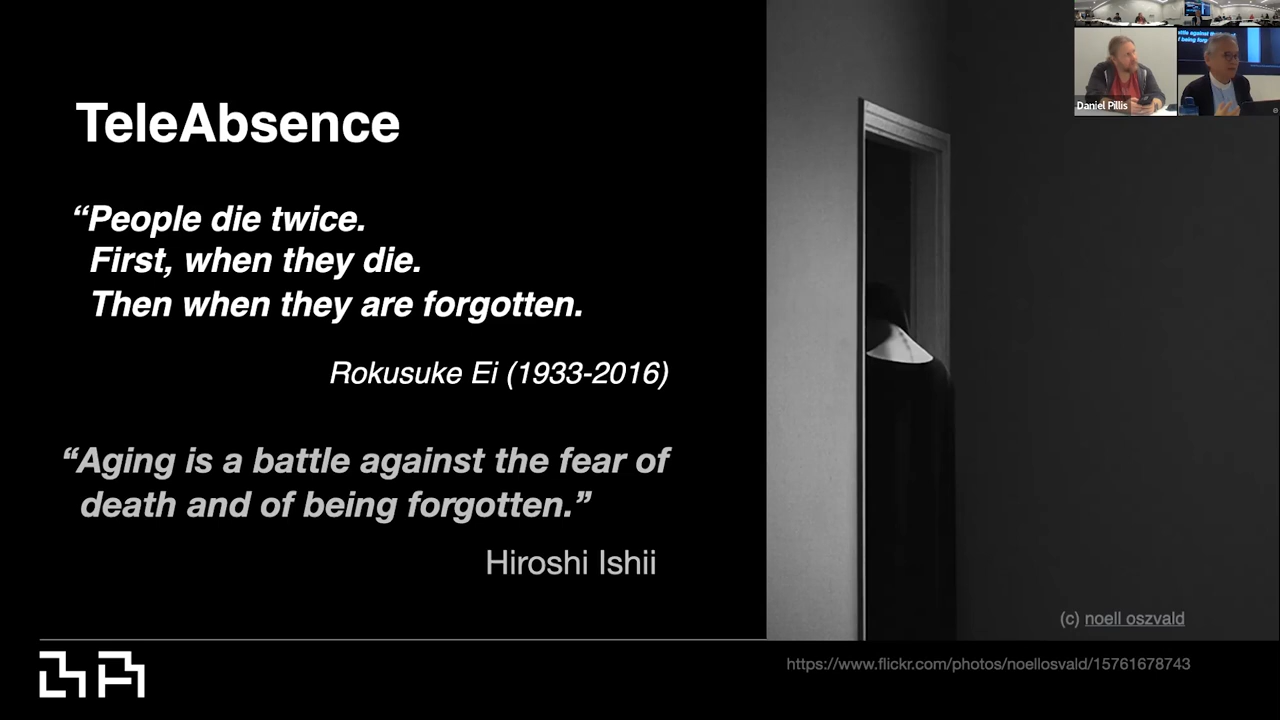 TeleAbsence
“People die twice.
First, when they die.
Then when they are forgotten.
Rokusuke Ei (1933-2016)
“Aging is a battle against the fear of
death and of being forgotten.”
Hiroshi Ishii
Daniel Pillis
(c) noell oszvald
https://www.flickr.com/photos/noellosvald/15761678743